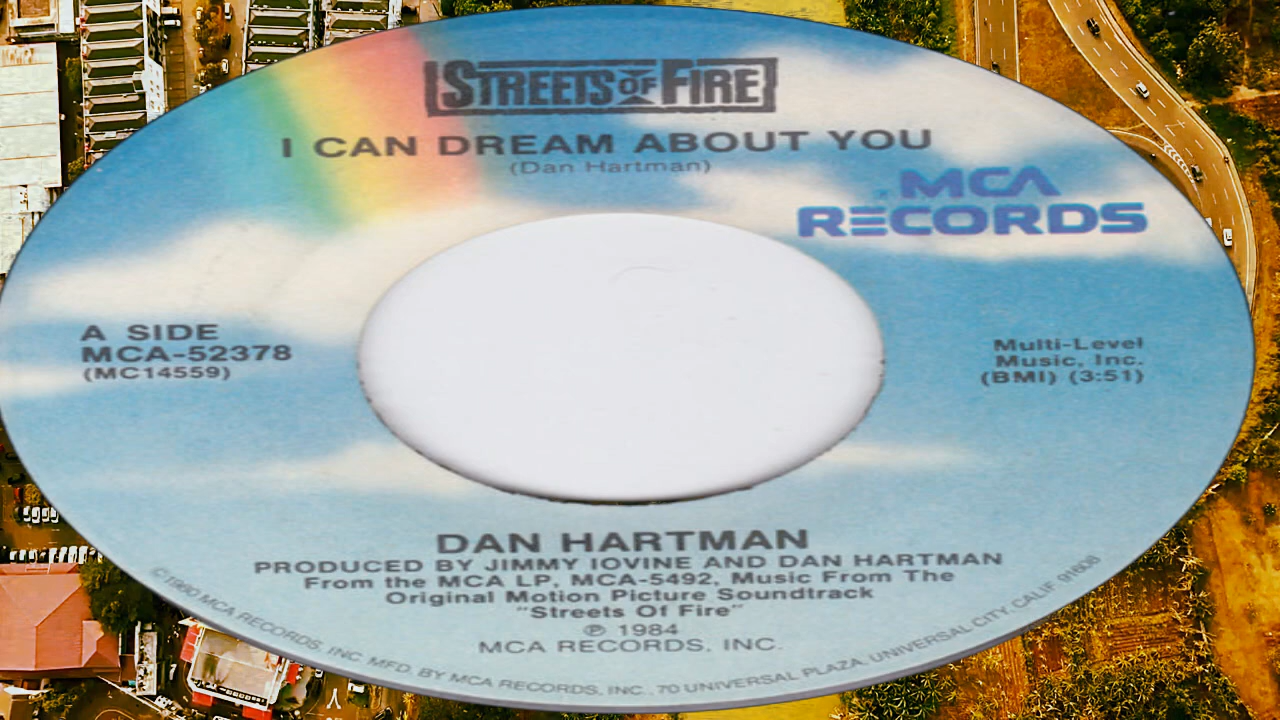 STREETS OF FIRE
I CAN DREAM ABOUT YOU
(Dan Hartman)
MCA
RECORDS
A SIDE
MCA-52378
(MC14559)
Multi-Level
Music, Inc.
(BMI) (3:51)
DAN HARTMAN
PRODUCED BY JIMMY IOVINE AND DAN HARTMAN
From the MCA LP, MCA-5492, Music From The
Original Motion Picture Soundtrack
"Streets Of Fire"
℗ 1984
MCA RECORDS, INC.
©1980 MCA RECORDS, INC. MFD. BY MCA RECORDS, INC., 70 UNIVERSAL PLAZA, UNIVERSAL CITY, CALIF. 91608